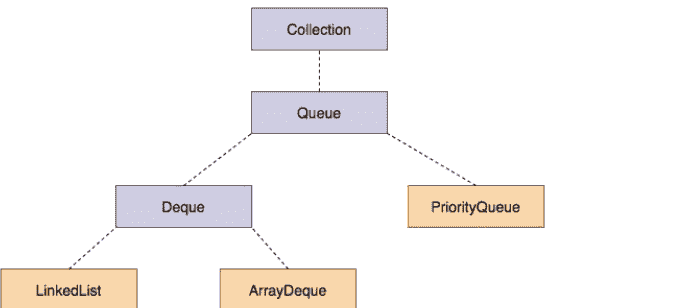 Collection
Queue
Deque
PriorityQueue
LinkedList
ArrayDeque